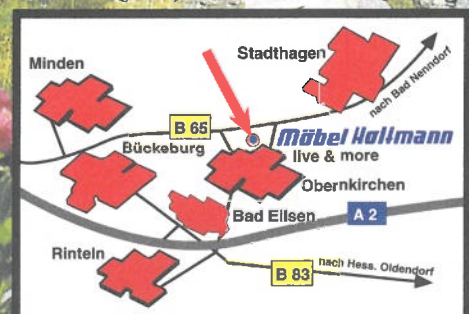 Stadthagen
Minden
nach Bad Nenndorf
B 65
Möbel Haltmann
Bückeburg
live & more
Obernkirchen
Bad Eilsen
A 2
Rinteln
nach Hess. Oldendorf
B 83